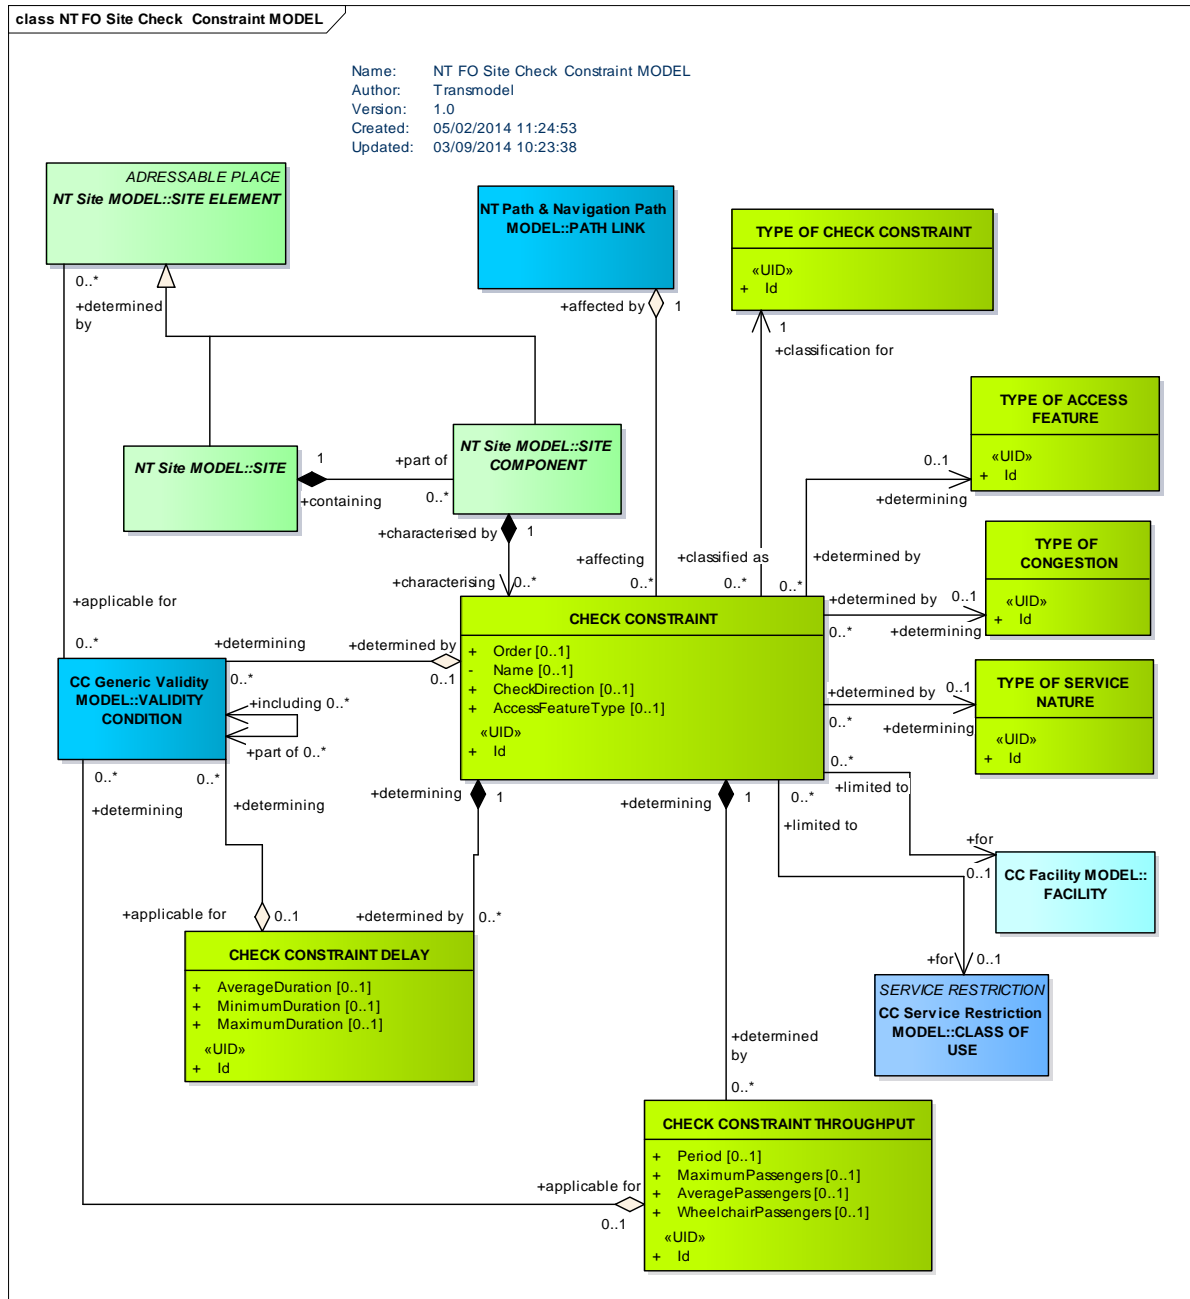 class NT FO Site Check Constraint MODEL
Name: NT FO Site Check Constraint MODEL
Author: Transmodel
Version: 1.0
Created: 05/02/2014 11:24:53
Updated: 03/09/2014 10:23:38
ADRESSABLE PLACE
NT Site MODEL::SITE ELEMENT
NT Path & Navigation Path
MODEL::PATH LINK
TYPE OF CHECK CONSTRAINT
«UID»
+ Id
0..*
+determined
by
+affected by
1
1
+classification for
TYPE OF ACCESS
FEATURE
«UID»
+ Id
NT Site MODEL::SITE
1
+containing
+part of
0..*
NT Site MODEL::SITE
COMPONENT
0..1
+determining
+characterised by
1
+characterising
0..*
+affecting
0..*
+classified as
0..*
+determined by
0..*
TYPE OF
CONGESTION
«UID»
+ Id
+determined by
0..1
0..*
+determining
+applicable for
0..*
+determining
0..*
+determined by
0..1
CHECK CONSTRAINT
+ Order [0..1]
- Name [0..1]
+ CheckDirection [0..1]
+ AccessFeatureType [0..1]
«UID»
+ Id
CC Generic Validity
MODEL::VALIDITY
CONDITION
+including 0..*
+part of 0..*
TYPE OF SERVICE
NATURE
«UID»
+ Id
+determined by
0..1
0..*
+determining
0..*
+determining
0..*
+determining
+determining
1
+determining
1
0..*
+limited to
0..*
+limited to
+for
0..1
CC Facility MODEL::
FACILITY
+applicable for
0..1
+determined by
0..*
CHECK CONSTRAINT DELAY
+ AverageDuration [0..1]
+ MinimumDuration [0..1]
+ MaximumDuration [0..1]
«UID»
+ Id
+for
0..1
SERVICE RESTRICTION
CC Service Restriction
MODEL::CLASS OF
USE
+determined
by
0..*
CHECK CONSTRAINT THROUGHPUT
+ Period [0..1]
+ MaximumPassengers [0..1]
+ AveragePassengers [0..1]
+ WheelchairPassengers [0..1]
«UID»
+ Id
+applicable for
0..1